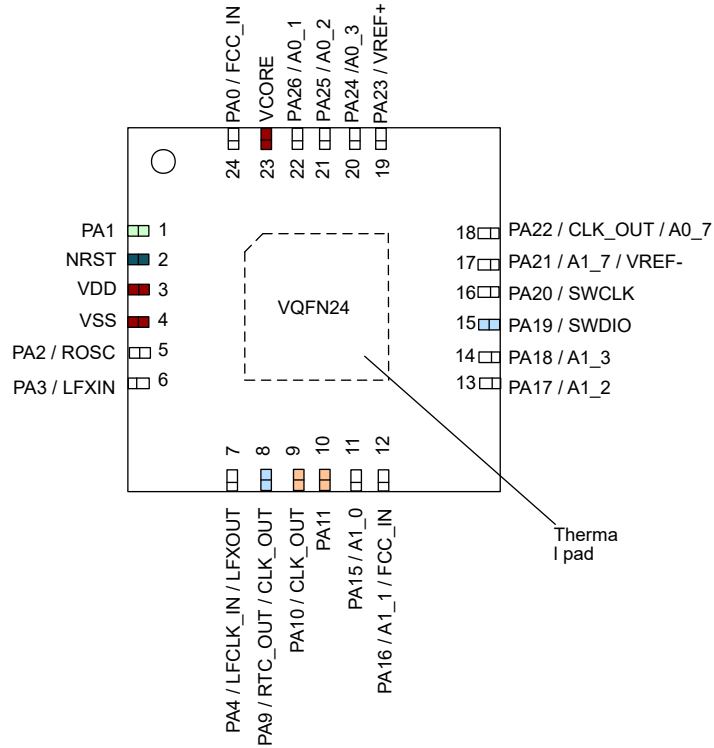 PA0 / FCC_IN
VCORE
PA26 / A0_1
PA25 / A0_2
PA24 /A0_3
PA23 / VREF+
24
23
22
21
20
19
PA1
1
NRST
2
VDD
3
VSS
4
PA2 / ROSC
5
PA3 / LFXIN
6
VQFN24
18
PA22 / CLK_OUT / A0_7
17
PA21 / A1_7 / VREF-
16
PA20 / SWCLK
15
PA19 / SWDIO
14
PA18 / A1_3
13
PA17 / A1_2
7
8
9
10
11
12
PA4 / LFCLK_IN / LFXOUT
PA9 / RTC_OUT / CLK_OUT
PA10 / CLK_OUT
PA11
PA15 / A1_0
PA16 / A1_1 / FCC_IN
Therma
l pad